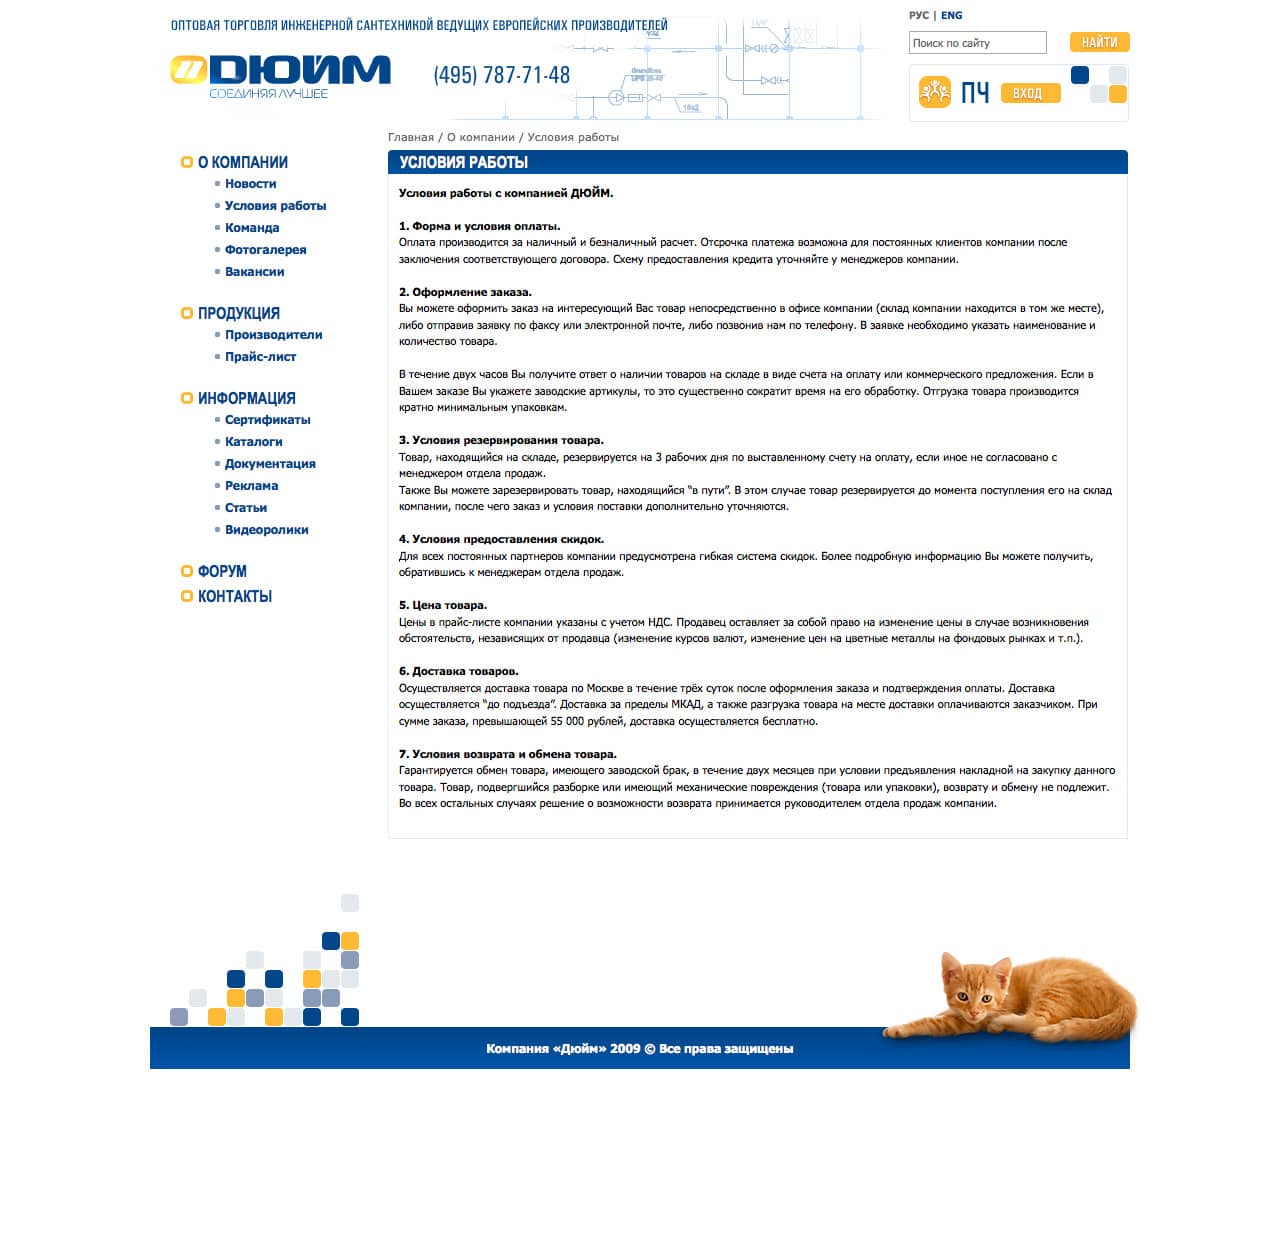 ОПТОВАЯ ТОРГОВЛЯ ИНЖЕНЕРНОЙ САНТЕХНИКОЙ ВЕДУЩИХ ЕВРОПЕЙСКИХ ПРОИЗВОДИТЕЛЕЙ
РУС | ENG
Поиск по сайту
НАЙТИ
ДЮЙМ
СОЕДИНЯЯ ЛУЧШЕЕ
(495) 787-71-48
ПЧ
ВХОД
Главная / О компании / Условия работы
О КОМПАНИИ
Новости
Условия работы
Команда
Фотогалерея
Вакансии
ПРОДУКЦИЯ
Производители
Прайс-лист
ИНФОРМАЦИЯ
Сертификаты
Каталоги
Документация
Реклама
Статьи
Видеоролики
ФОРУМ
КОНТАКТЫ
УСЛОВИЯ РАБОТЫ
Условия работы с компанией ДЮЙМ.
1. Форма и условия оплаты.
Оплата производится за наличный и безналичный расчет. Отсрочка платежа возможна для постоянных клиентов компании после
заключения соответствующего договора. Схему предоставления кредита уточняйте у менеджеров компании.
2. Оформление заказа.
Вы можете оформить заказ на интересующий Вас товар непосредственно в офисе компании (склад компании находится в том же месте),
либо отправив заявку по факсу или электронной почте, либо позвонив нам по телефону. В заявке необходимо указать наименование и
количество товара.
В течение двух часов Вы получите ответ о наличии товаров на складе в виде счета на оплату или коммерческого предложения. Если в
Вашем заказе Вы укажете заводские артикулы, то это существенно сократит время на его обработку. Отгрузка товара производится
кратно минимальным упаковкам.
3. Условия резервирования товара.
Товар, находящийся на складе, резервируется на 3 рабочих дня по выставленному счету на оплату, если иное не согласовано с
менеджером отдела продаж.
Также Вы можете зарезервировать товар, находящийся “в пути”. В этом случае товар резервируется до момента поступления его на склад
компании, после чего заказ и условия поставки дополнительно уточняются.
4. Условия предоставления скидок.
Для всех постоянных партнеров компании предусмотрена гибкая система скидок. Более подробную информацию Вы можете получить,
обратившись к менеджерам отдела продаж.
5. Цена товара.
Цены в прайс-листе компании указаны с учетом НДС. Продавец оставляет за собой право на изменение цены в случае возникновения
обстоятельств, независящих от продавца (изменение курсов валют, изменение цен на цветные металлы на фондовых рынках и т.п.).
6. Доставка товаров.
Осуществляется доставка товара по Москве в течение трёх суток после оформления заказа и подтверждения оплаты. Доставка
осуществляется “до подъезда”. Доставка за пределы МКАД, а также разгрузка товара на месте доставки оплачиваются заказчиком. При
сумме заказа, превышающей 55 000 рублей, доставка осуществляется бесплатно.
7. Условия возврата и обмена товара.
Гарантируется обмен товара, имеющего заводской брак, в течение двух месяцев при условии предъявления накладной на закупку данного
товара. Товар, подвергшийся разборке или имеющий механические повреждения (товара или упаковки), возврату и обмену не подлежит.
Во всех остальных случаях решение о возможности возврата принимается руководителем отдела продаж компании.
Компания «Дюйм» 2009 © Все права защищены